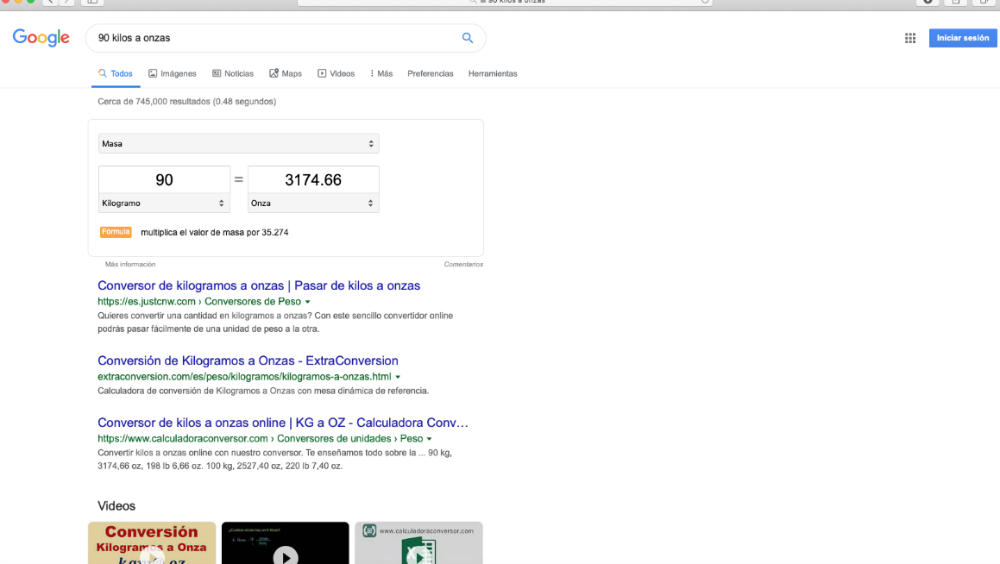 90 kilos a onzas
Google
90 kilos a onzas
Iniciar sesión
Todos Imágenes Noticias Maps Videos Más Preferencias Herramientas
Cerca de 745,000 resultados (0.48 segundos)
Masa
90 = 3174.66
Kilogramo Onza
Fórmula multiplica el valor de masa por 35.274
Más información Comentarios
Conversor de kilogramos a onzas | Pasar de kilos a onzas
https://es.justcnw.com › Conversores de Peso
Quieres convertir una cantidad en kilogramos a onzas? Con este sencillo convertidor online
podrás pasar fácilmente de una unidad de peso a la otra.
Conversión de Kilogramos a Onzas - ExtraConversion
extraconversion.com/es/peso/kilogramos/kilogramos-a-onzas.html
Calculadora de conversión de Kilogramos a Onzas con mesa dinámica de referencia.
Conversor de kilos a onzas online | KG a OZ - Calculadora Conv…
https://www.calculadoraconversor.com › Conversores de unidades › Peso
Convertir kilos a onzas online con nuestro conversor. Te enseñamos todo sobre la ... 90 kg,
3174,66 oz, 198 lb 6,66 oz. 100 kg, 2527,40 oz, 220 lb 7,40 oz.
Videos
Conversión
Kilogramos a Onza
www.calculadoraconversor.com